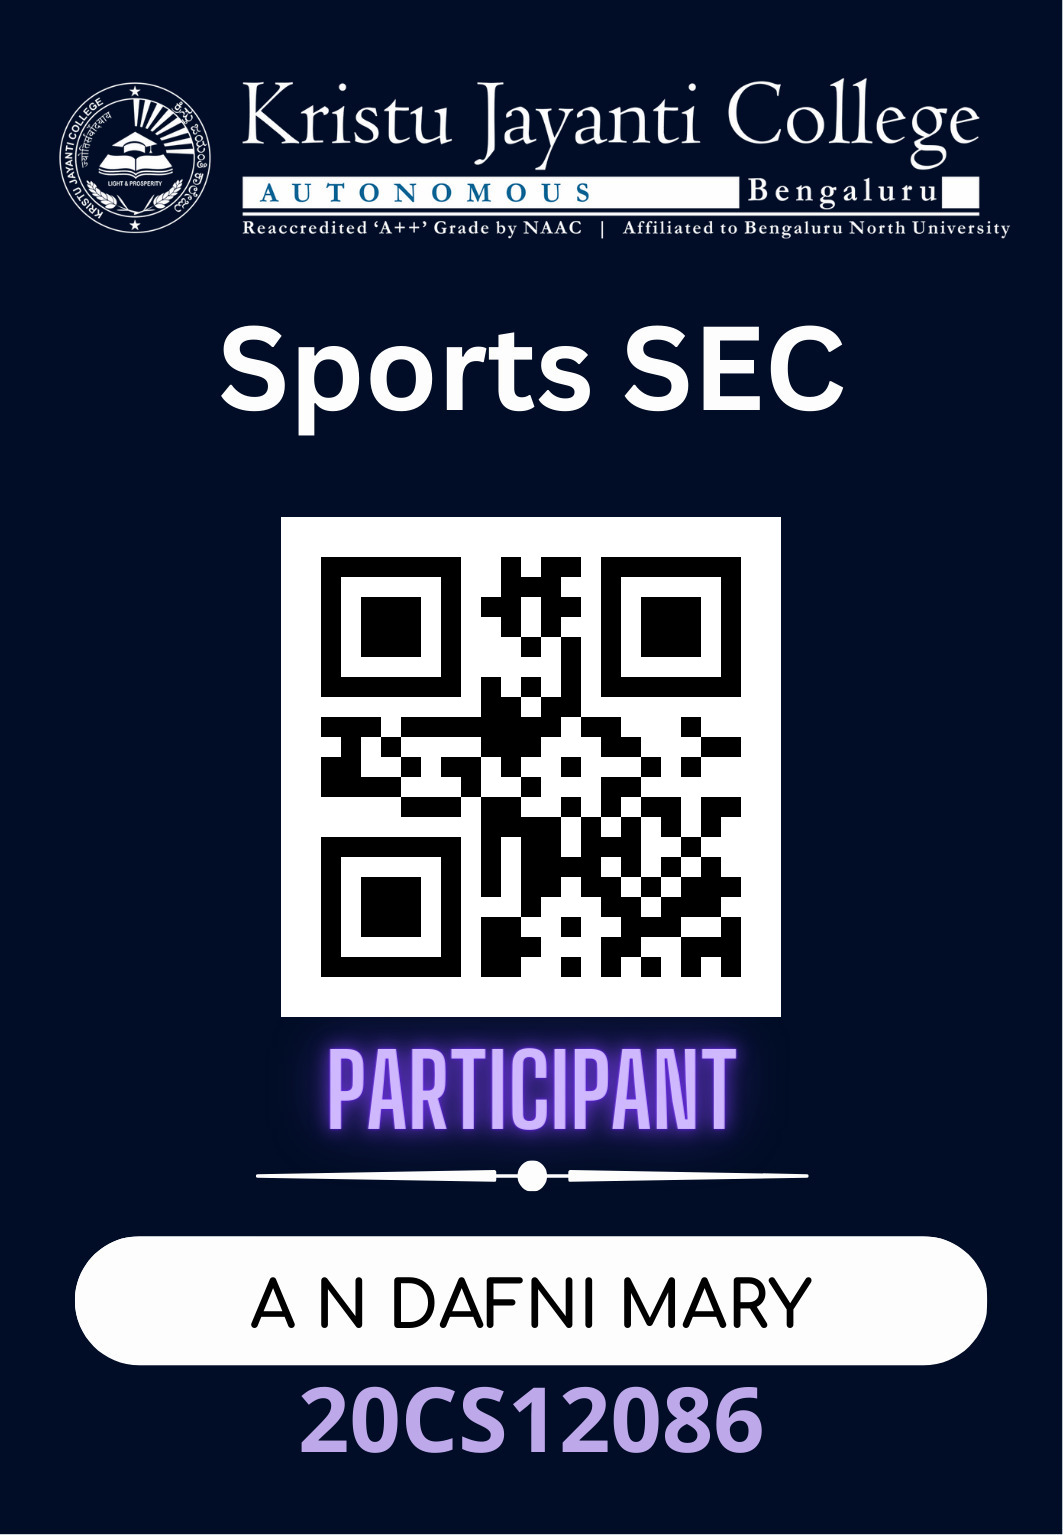 KRISTU JAYANTI COLLEGE
ಕ್ರಿಸ್ತು ಜಯಂತಿ ಕಾಲೇಜು
LIGHT & PROSPERITY
Kristu Jayanti College
AUTONOMOUS Bengaluru
Reaccredited ‘A++’ Grade by NAAC | Affiliated to Bengaluru North University
Sports SEC
PARTICIPANT
A N DAFNI MARY
20CS12086